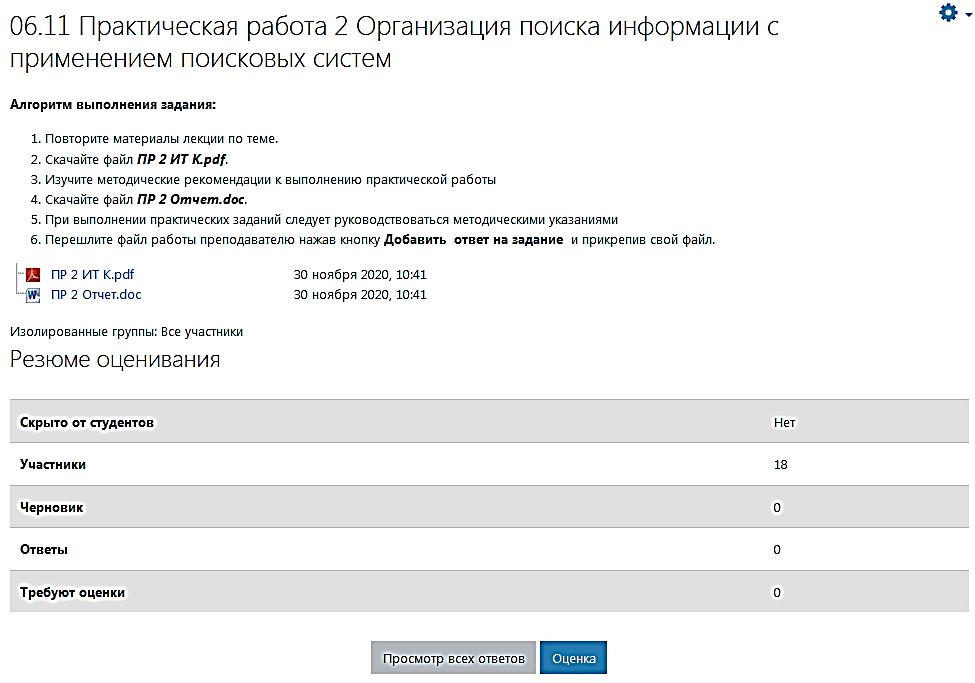 06.11 Практическая работа 2 Организация поиска информации с
применением поисковых систем
Алгоритм выполнения задания:
1. Повторите материалы лекции по теме.
2. Скачайте файл ПР 2 ИТ К.pdf.
3. Изучите методические рекомендации к выполнению практической работы
4. Скачайте файл ПР 2 Отчет.doc.
5. При выполнении практических заданий следует руководствоваться методическими указаниями
6. Перешлите файл работы преподавателю нажав кнопку Добавить ответ на задание и прикрепив свой файл.
ПР 2 ИТ К.pdf 30 ноября 2020, 10:41
ПР 2 Отчет.doc 30 ноября 2020, 10:41
Изолированные группы: Все участники
Резюме оценивания
Скрыто от студентов Нет
Участники 18
Черновик 0
Ответы 0
Требуют оценки 0
Просмотр всех ответов Оценка